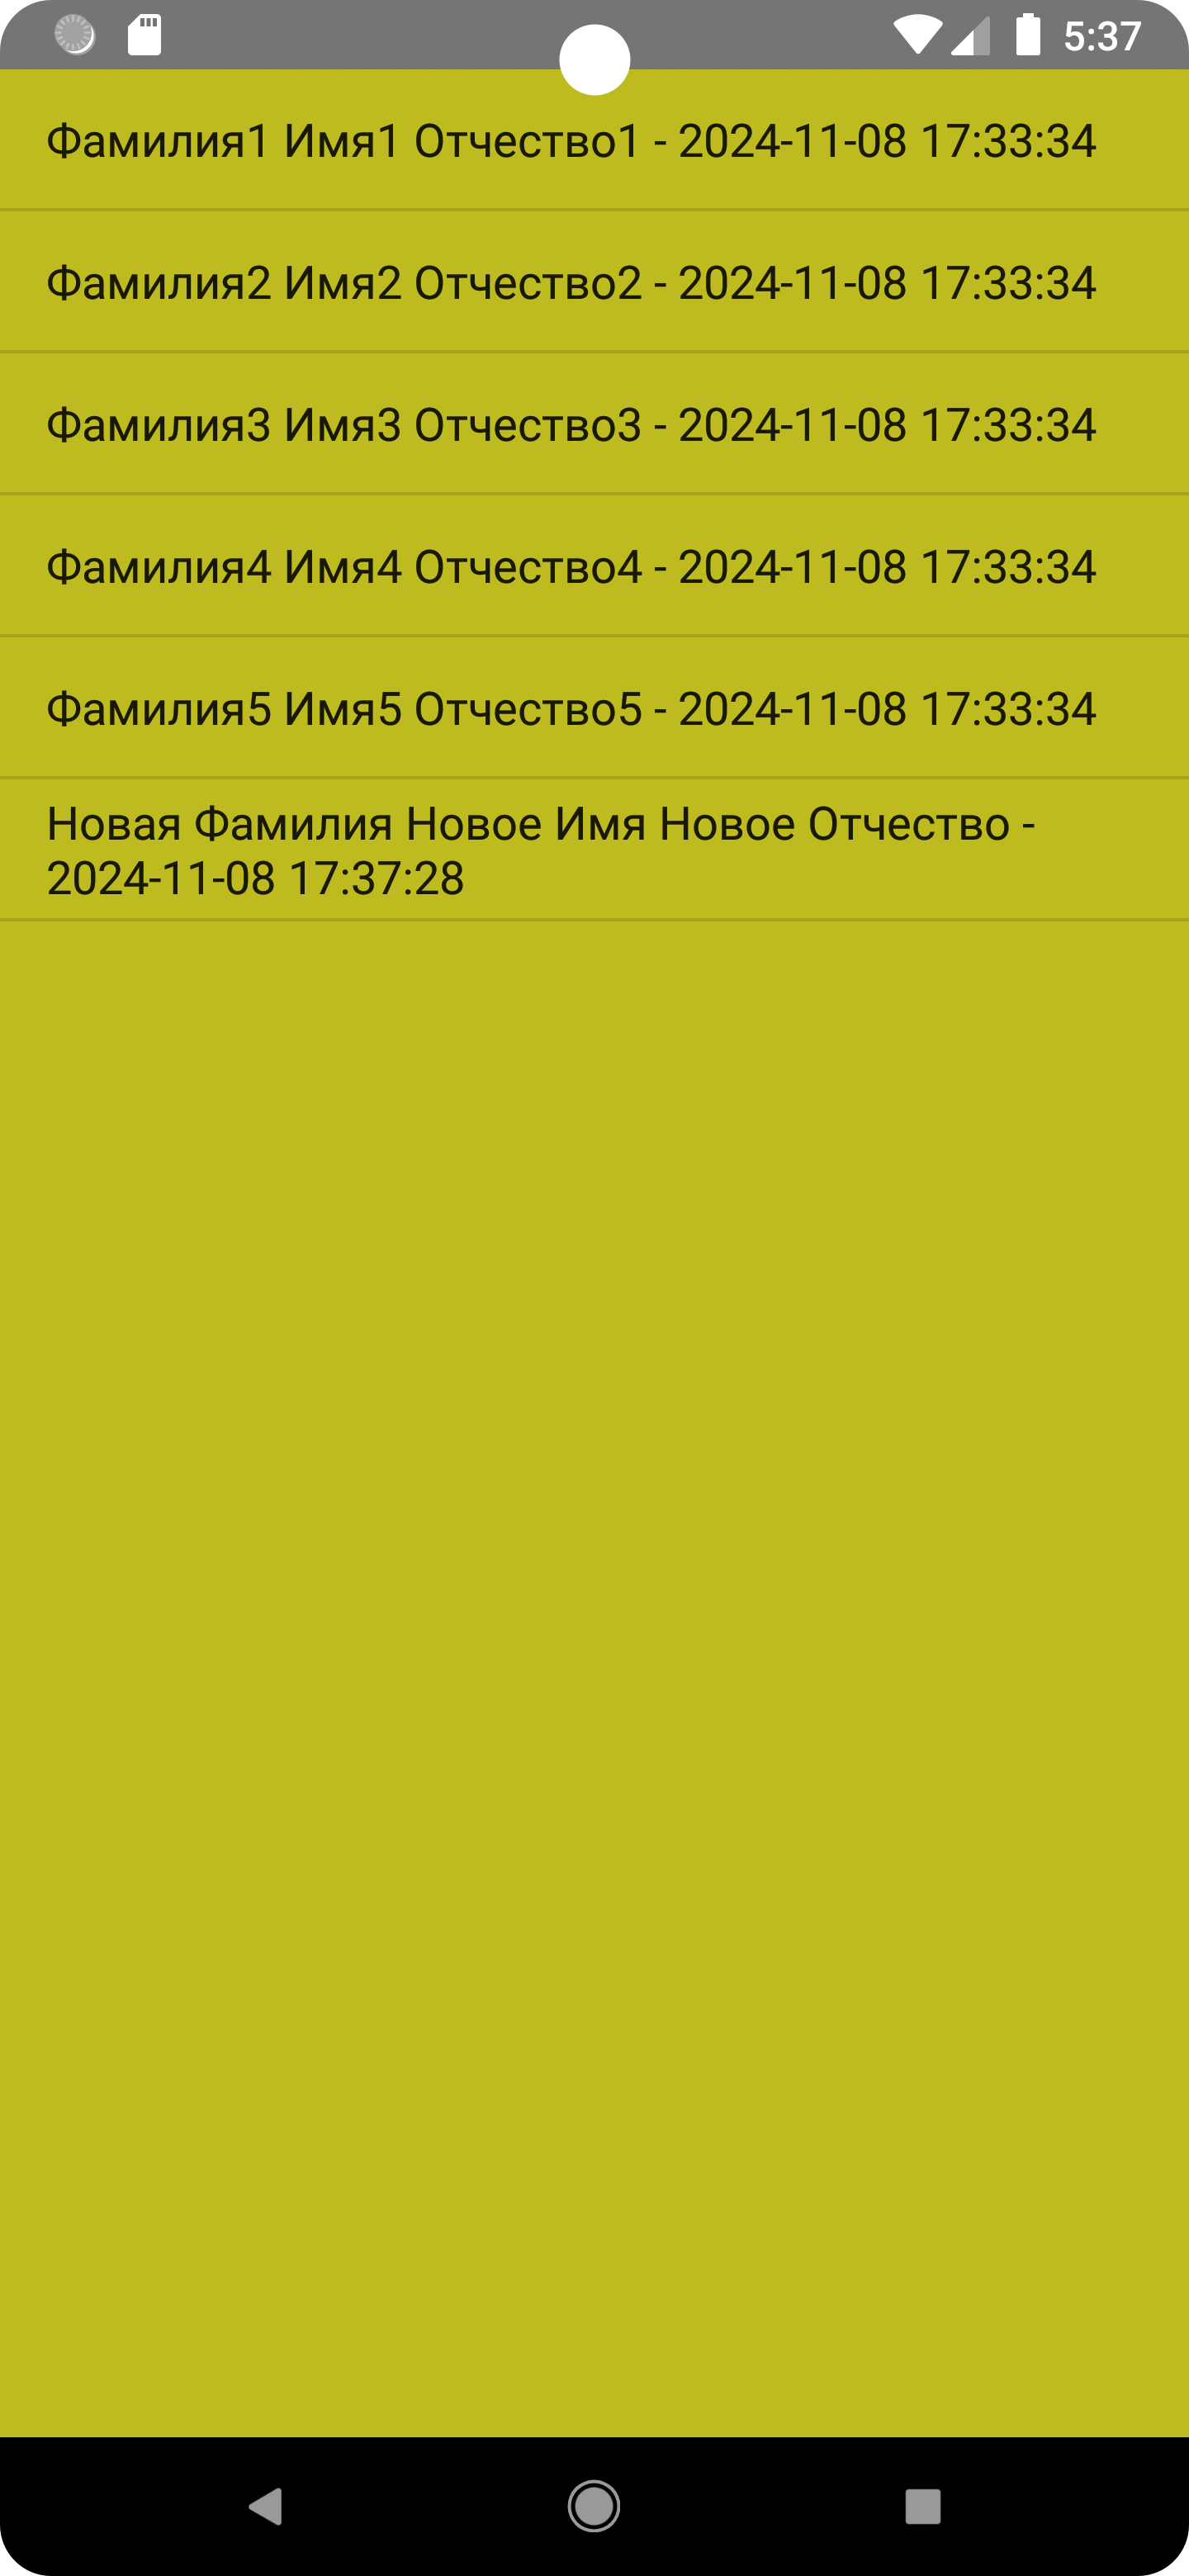 5:37
Фамилия1 Имя1 Отчество1 - 2024-11-08 17:33:34
Фамилия2 Имя2 Отчество2 - 2024-11-08 17:33:34
Фамилия3 Имя3 Отчество3 - 2024-11-08 17:33:34
Фамилия4 Имя4 Отчество4 - 2024-11-08 17:33:34
Фамилия5 Имя5 Отчество5 - 2024-11-08 17:33:34
Новая Фамилия Новое Имя Новое Отчество -
2024-11-08 17:37:28